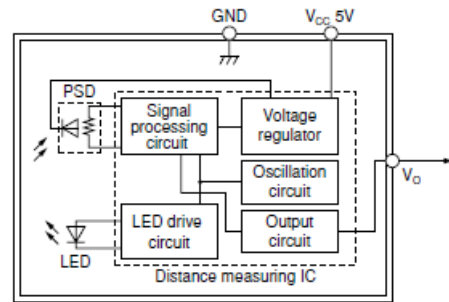 GND
VCC 5V
PSD
Signal
processing
circuit
Voltage
regulator
Oscillation
circuit
VO
LED drive
circuit
Output
circuit
LED
Distance measuring IC